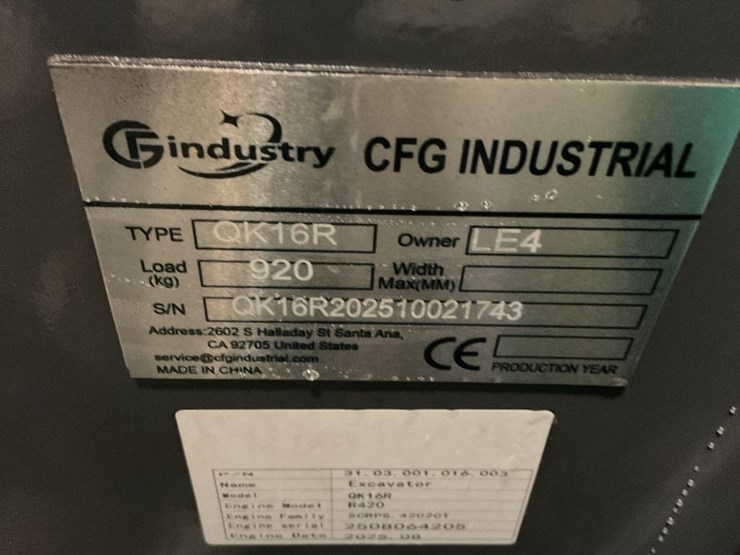 CFGindustry CFG INDUSTRIAL
TYPE QK16R Owner LE4
Load (kg) 920 Width Max(MM)
S/N QK16R202510021743
Address:2602 S Halladay St Santa Ana,
CA 92705 United States
service@cfgindustrial.com
MADE IN CHINA CE PRODUCTION YEAR
P/N 31.03.001.016.003
Name Excavator
Model QK16R
Engine Model R420
Engine Family
Engine serial 2508064205
Engine Date 2025.08